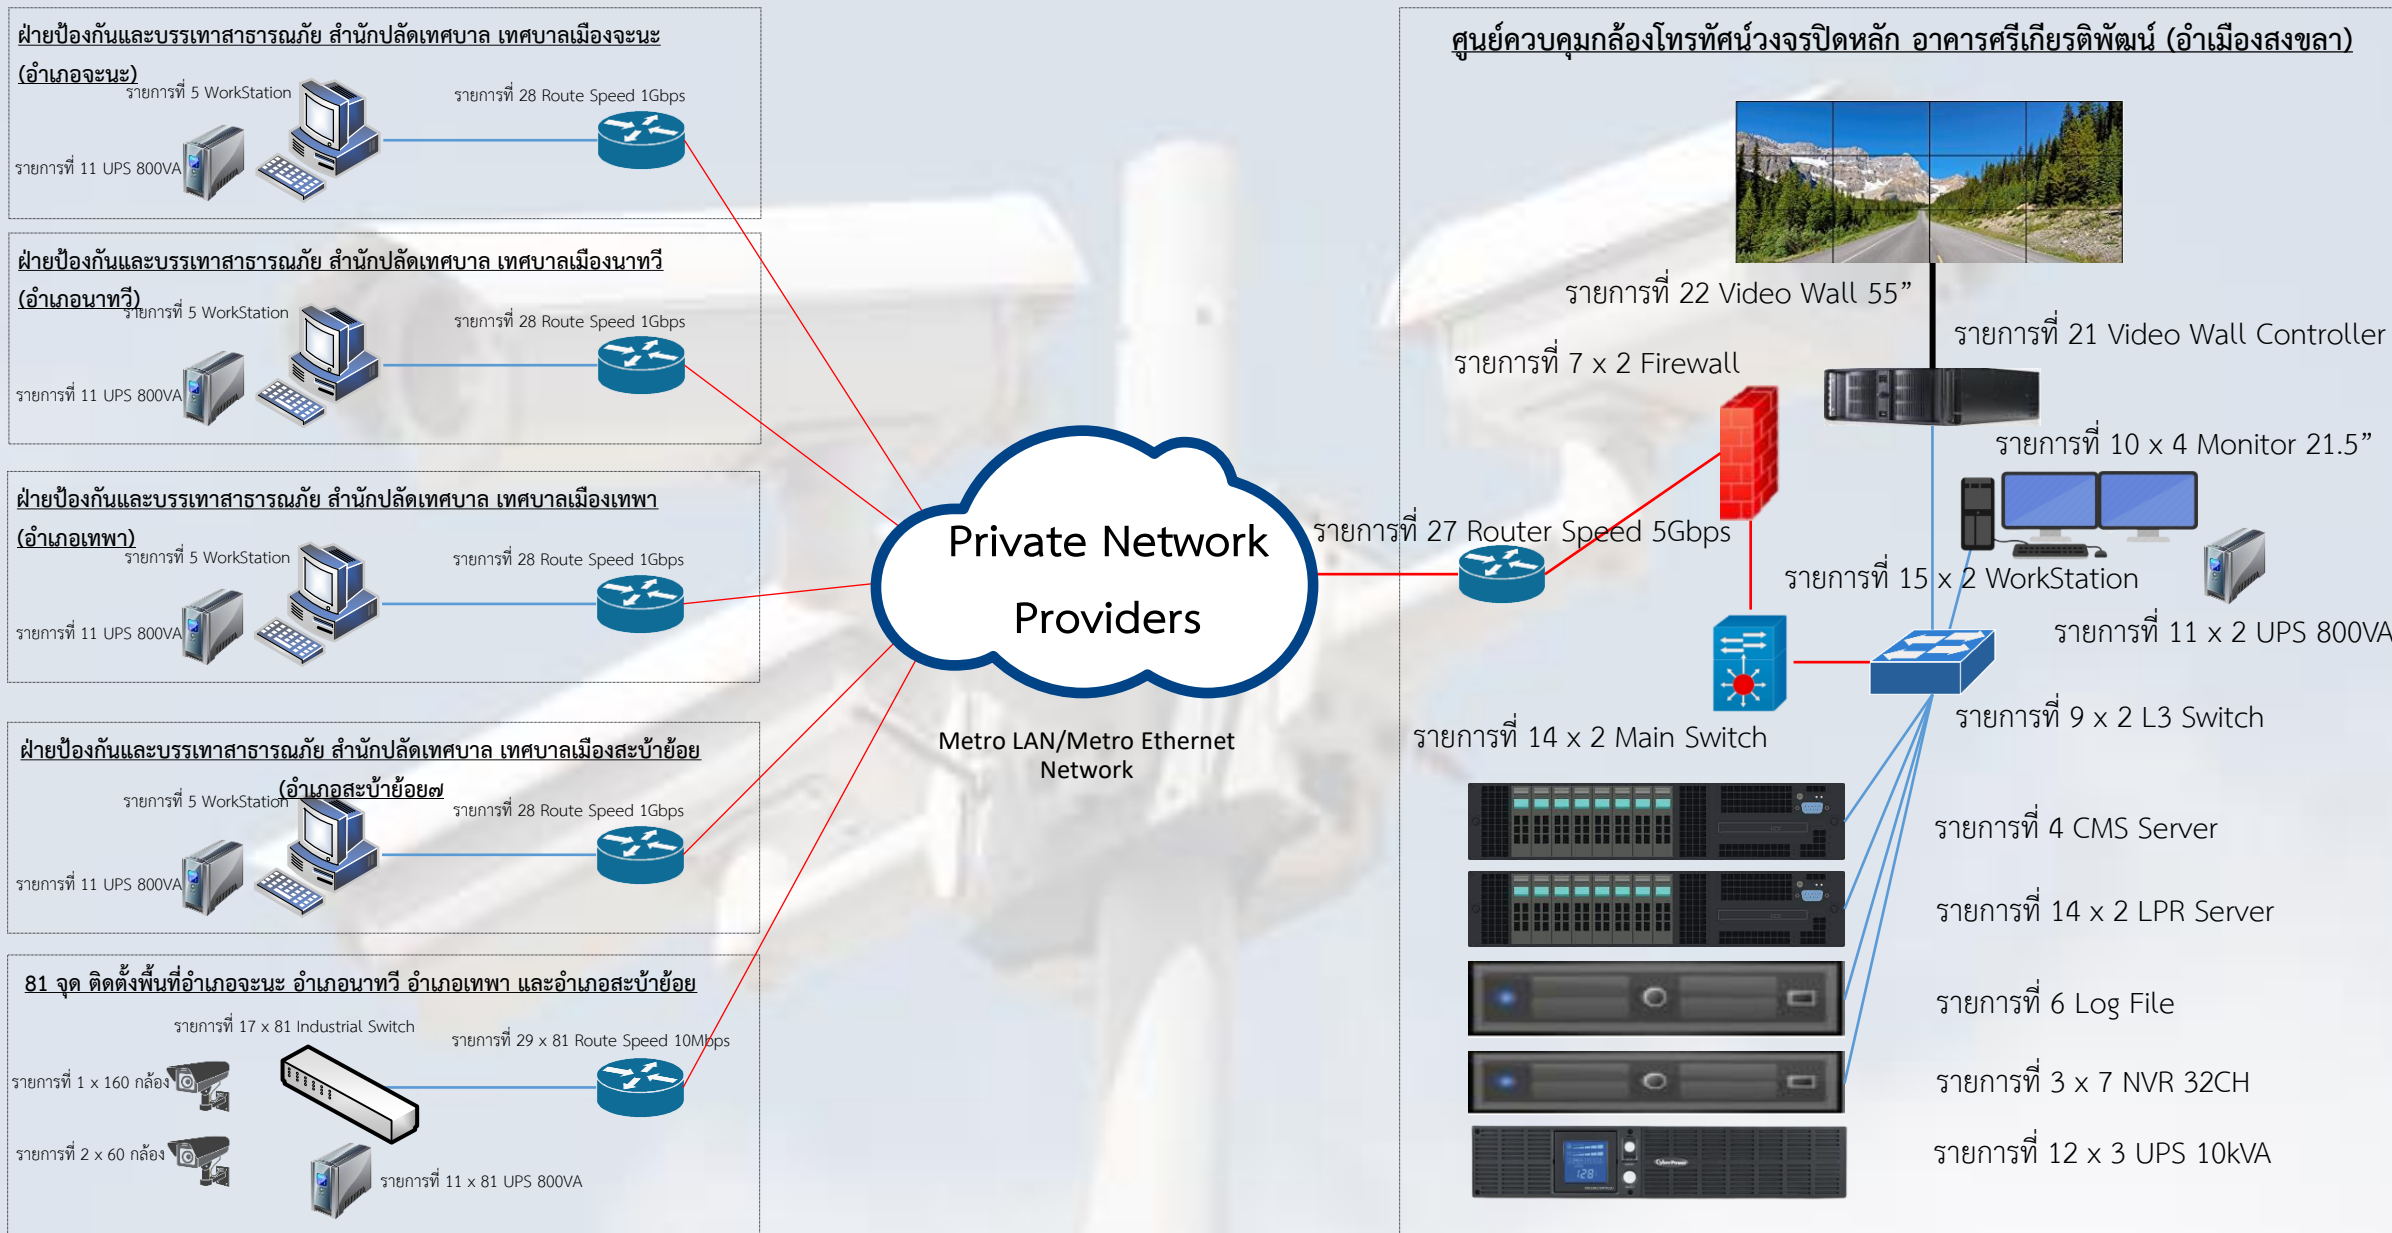 ฝ่ายป้องกันและบรรเทาสาธารณภัย สำนักปลัดเทศบาล เทศบาลเมืองจะนะ
(อำเภอจะนะ)
รายการที่ 5 WorkStation
รายการที่ 28 Route Speed 1Gbps
รายการที่ 11 UPS 800VA
ฝ่ายป้องกันและบรรเทาสาธารณภัย สำนักปลัดเทศบาล เทศบาลเมืองนาทวี
(อำเภอนาทวี)
รายการที่ 5 WorkStation
รายการที่ 28 Route Speed 1Gbps
รายการที่ 11 UPS 800VA
ฝ่ายป้องกันและบรรเทาสาธารณภัย สำนักปลัดเทศบาล เทศบาลเมืองเทพา
(อำเภอเทพา)
รายการที่ 5 WorkStation
รายการที่ 28 Route Speed 1Gbps
รายการที่ 11 UPS 800VA
ฝ่ายป้องกันและบรรเทาสาธารณภัย สำนักปลัดเทศบาล เทศบาลเมืองสะบ้าย้อย
(อำเภอสะบ้าย้อย๗
รายการที่ 5 WorkStation
รายการที่ 28 Route Speed 1Gbps
รายการที่ 11 UPS 800VA
81 จุด ติดตั้งพื้นที่อำเภอจะนะ อำเภอนาทวี อำเภอเทพา และอำเภอสะบ้าย้อย
รายการที่ 17 x 81 Industrial Switch
รายการที่ 29 x 81 Route Speed 10Mbps
รายการที่ 1 x 160 กล้อง
รายการที่ 2 x 60 กล้อง
รายการที่ 11 x 81 UPS 800VA
Private Network
Providers
Metro LAN/Metro Ethernet
Network
ศูนย์ควบคุมกล้องโทรทัศน์วงจรปิดหลัก อาคารศรีเกียรติพัฒน์ (อำเมืองสงขลา)
รายการที่ 22 Video Wall 55”
รายการที่ 21 Video Wall Controller
รายการที่ 7 x 2 Firewall
รายการที่ 10 x 4 Monitor 21.5”
รายการที่ 27 Router Speed 5Gbps
รายการที่ 15 x 2 WorkStation
รายการที่ 11 x 2 UPS 800VA
รายการที่ 9 x 2 L3 Switch
รายการที่ 14 x 2 Main Switch
รายการที่ 4 CMS Server
รายการที่ 14 x 2 LPR Server
รายการที่ 6 Log File
รายการที่ 3 x 7 NVR 32CH
รายการที่ 12 x 3 UPS 10kVA
CyberPower
128